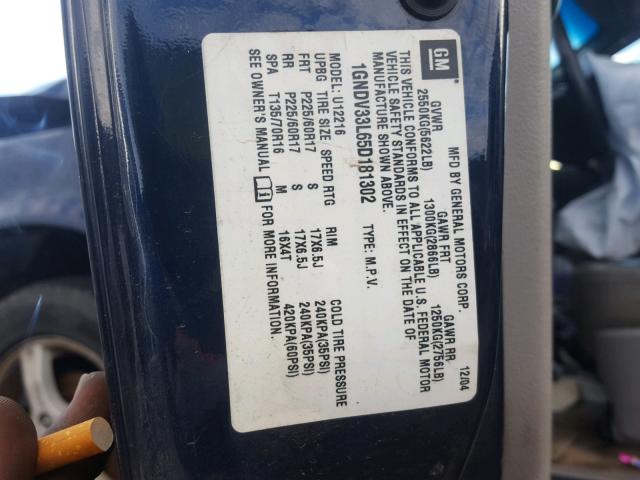 GM
MFD BY GENERAL MOTORS CORP. 12/04
GVWR GAWR FRT GAWR RR
2550KG(5622LB) 1300KG(2866LB) 1250KG(2756LB)
THIS VEHICLE CONFORMS TO ALL APPLICABLE U.S. FEDERAL MOTOR
VEHICLE SAFETY STANDARDS IN EFFECT ON THE DATE OF
MANUFACTURE SHOWN ABOVE.
1GNDV33L65D181302 TYPE: M.P.V.
MODEL: U12216
UPBG TIRE SIZE/SPEED RTG RIM COLD TIRE PRESSURE
FRT P225/60R17 S 17X6.5J 240KPA(35PSI)
RR P225/60R17 S 17X6.5J 240KPA(35PSI)
SPA T135/70R16 M 16X4T 420KPA(60PSI)
SEE OWNER'S MANUAL FOR MORE INFORMATION.